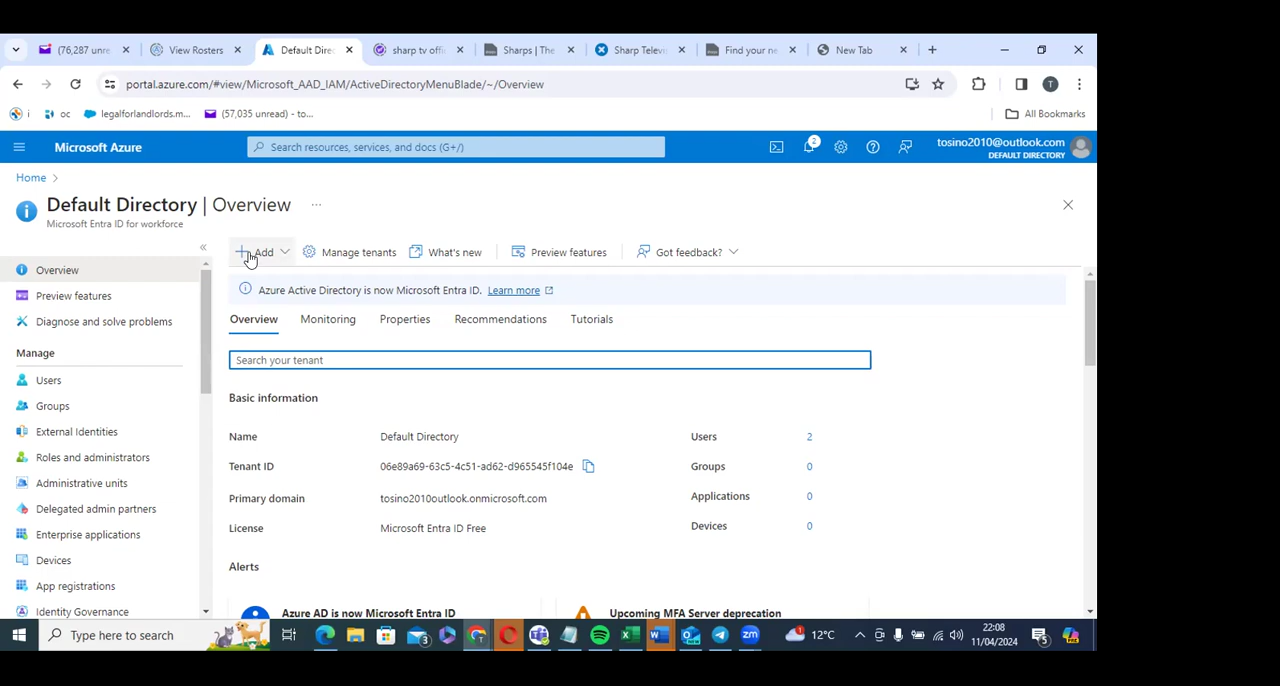 (76,287 unre
View Rosters
Default Dire
sharp tv offi
Sharps | The
Sharp Televi
Find your ne
New Tab
portal.azure.com/#view/Microsoft_AAD_IAM/ActiveDirectoryMenuBlade/~/Overview
T
i
oc
legalforlandlords.m...
(57,035 unread) - to...
All Bookmarks
Microsoft Azure
Search resources, services, and docs (G+/)
2
tosino2010@outlook.com
DEFAULT DIRECTORY
Home
Default Directory | Overview
Microsoft Entra ID for workforce
Add
Manage tenants
What's new
Preview features
Got feedback?
Azure Active Directory is now Microsoft Entra ID. Learn more
Overview
Preview features
Diagnose and solve problems
Manage
Users
Groups
External Identities
Roles and administrators
Administrative units
Delegated admin partners
Enterprise applications
Devices
App registrations
Identity Governance
Overview
Monitoring
Properties
Recommendations
Tutorials
Search your tenant
Basic information
Name
Default Directory
Users
2
Tenant ID
06e89a69-63c5-4c51-ad62-d965545f104e
Groups
0
Primary domain
tosino2010outlook.onmicrosoft.com
Applications
0
License
Microsoft Entra ID Free
Devices
0
Alerts
Azure AD is now Microsoft Entra ID
Upcoming MFA Server deprecation
Type here to search
3
12°C
22:08
11/04/2024
5